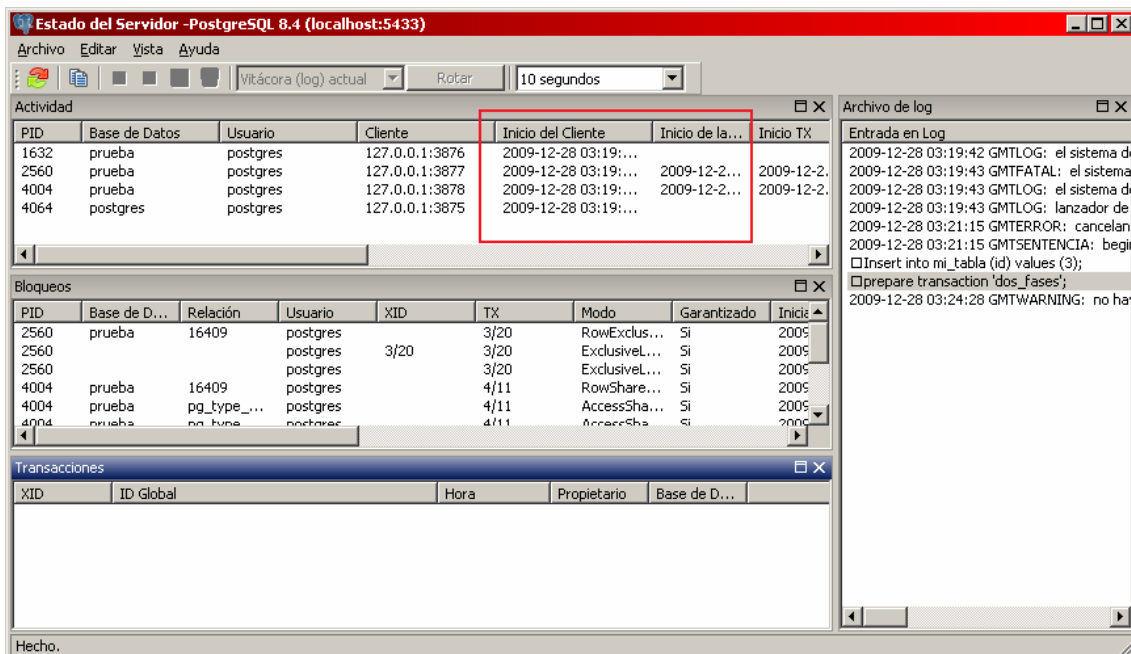 Estado del Servidor -PostgreSQL 8.4 (localhost:5433)
Archivo Editar Vista Ayuda
Vitácora (log) actual Rotar 10 segundos
Actividad
PID Base de Datos Usuario Cliente Inicio del Cliente Inicio de la... Inicio TX
1632 prueba postgres 127.0.0.1:3876 2009-12-28 03:19:...
2560 prueba postgres 127.0.0.1:3877 2009-12-28 03:19:... 2009-12-2... 2009-12-2.
4004 prueba postgres 127.0.0.1:3878 2009-12-28 03:19:... 2009-12-2... 2009-12-2.
4064 postgres postgres 127.0.0.1:3875 2009-12-28 03:19:...
Bloqueos
PID Base de D... Relación Usuario XID TX Modo Garantizado Inicia
2560 prueba 16409 postgres 3/20 RowExclus... Si 2009
2560 postgres 3/20 3/20 ExclusiveL... Si 2009
2560 postgres 3/20 ExclusiveL... Si 2009
4004 prueba 16409 postgres 4/11 RowShare... Si 2009
4004 prueba pg_type_... postgres 4/11 AccessSha... Si 2009
4004 prueba pg_type postgres 4/11 AccessSha Si 2009
Transacciones
XID ID Global Hora Propietario Base de D...
Archivo de log
Entrada en Log
2009-12-28 03:19:42 GMTLOG: el sistema d
2009-12-28 03:19:43 GMTFATAL: el sistema
2009-12-28 03:19:43 GMTLOG: el sistema d
2009-12-28 03:19:43 GMTLOG: lanzador de
2009-12-28 03:21:15 GMTERROR: cancelan
2009-12-28 03:21:15 GMTSENTENCIA: begi
□Insert into mi_tabla (id) values (3);
□prepare transaction 'dos_fases';
2009-12-28 03:24:28 GMTWARNING: no ha
Hecho.